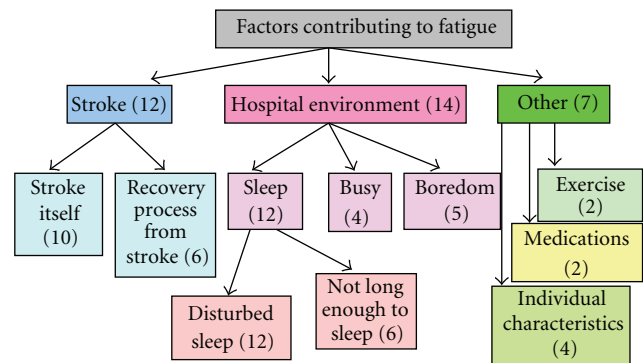 Factors contributing to fatigue
Stroke (12)
Hospital environment (14)
Other (7)
Stroke
itself
(10)
Recovery
process
from
stroke (6)
Sleep
(12)
Busy
(4)
Boredom
(5)
Exercise
(2)
Medications
(2)
Individual
characteristics
(4)
Disturbed
sleep (12)
Not long
enough to
sleep (6)